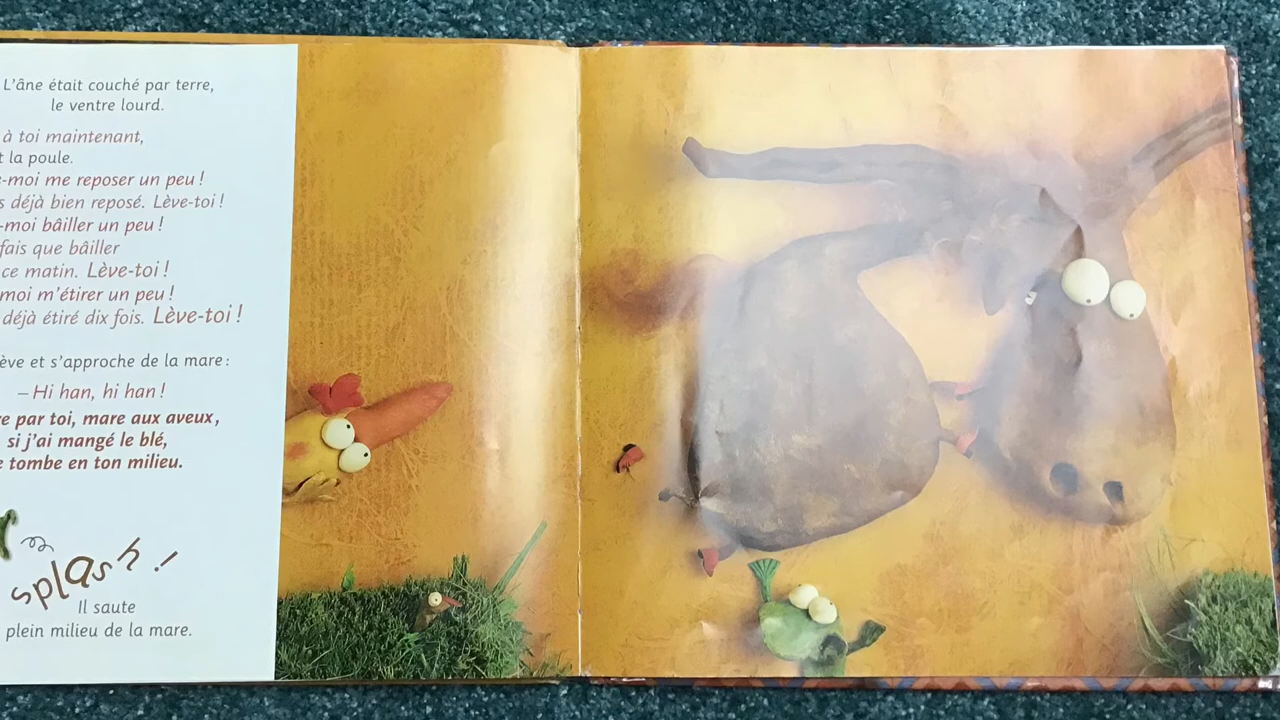 L'âne était couché par terre,
le ventre lourd.
à toi maintenant,
la poule.
-moi me reposer un peu !
déjà bien reposé. Lève-toi !
-moi bâiller un peu !
fais que bâiller
ce matin. Lève-toi !
moi m'étirer un peu !
déjà étiré dix fois. Lève-toi !
et s'approche de la mare :
– Hi han, hi han !
par toi, mare aux aveux,
si j'ai mangé le blé,
tombe en ton milieu.
splash !
Il saute
plein milieu de la mare.